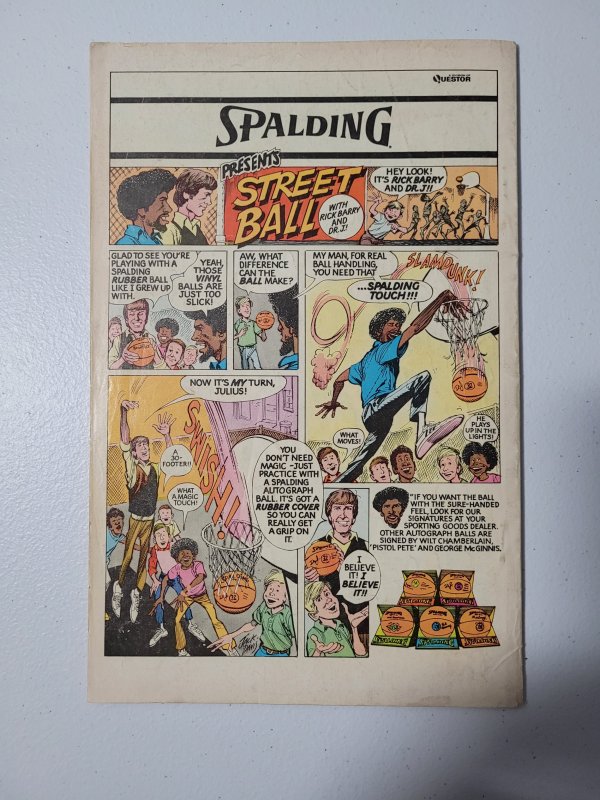 A DIVISION OF
QUESTOR
SPALDING
PRESENTS
STREET
BALL
WITH
RICK BARRY
AND
DR. J!
HEY LOOK!
IT'S RICK BARRY
AND DR. J!!
GLAD TO SEE YOU'RE
PLAYING WITH A
SPALDING
RUBBER BALL
LIKE I GREW UP
WITH.
YEAH,
THOSE
VINYL
BALLS ARE
JUST TOO
SLICK!
AW, WHAT
DIFFERENCE
CAN THE
BALL MAKE?
MY MAN, FOR REAL
BALL HANDLING,
YOU NEED THAT
...SPALDING
TOUCH!!!
SLAMDUNK!
WHAT
MOVES!
HE
PLAYS
UP IN THE
LIGHTS!
NOW IT'S MY TURN,
JULIUS!
A
30-
FOOTER!!
WHAT
A MAGIC
TOUCH!
SWISH!
YOU
DON'T NEED
MAGIC - JUST
PRACTICE WITH
A SPALDING
AUTOGRAPH
BALL. IT'S GOT A
RUBBER COVER
SO YOU CAN
REALLY GET
A GRIP ON
IT.
I
BELIEVE
IT! I
BELIEVE
IT!!
"IF YOU WANT THE BALL
WITH THE SURE-HANDED
FEEL, LOOK FOR OUR
SIGNATURES AT YOUR
SPORTING GOODS DEALER.
OTHER AUTOGRAPH BALLS ARE
SIGNED BY WILT CHAMBERLAIN,
'PISTOL PETE' AND GEORGE McGINNIS.